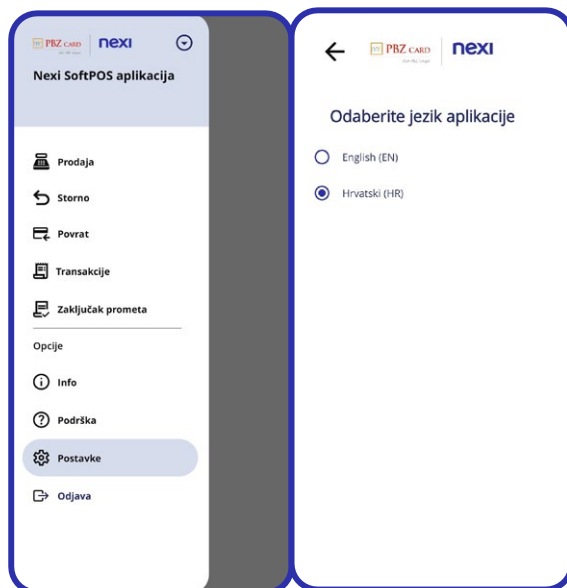 PBZ CARD nexi
Nexi SoftPOS aplikacija
Prodaja
Storno
Povrat
Transakcije
Zaključak prometa
Opcije
Info
Podrška
Postavke
Odjava
PBZ CARD nexi
Odaberite jezik aplikacije
English (EN)
Hrvatski (HR)